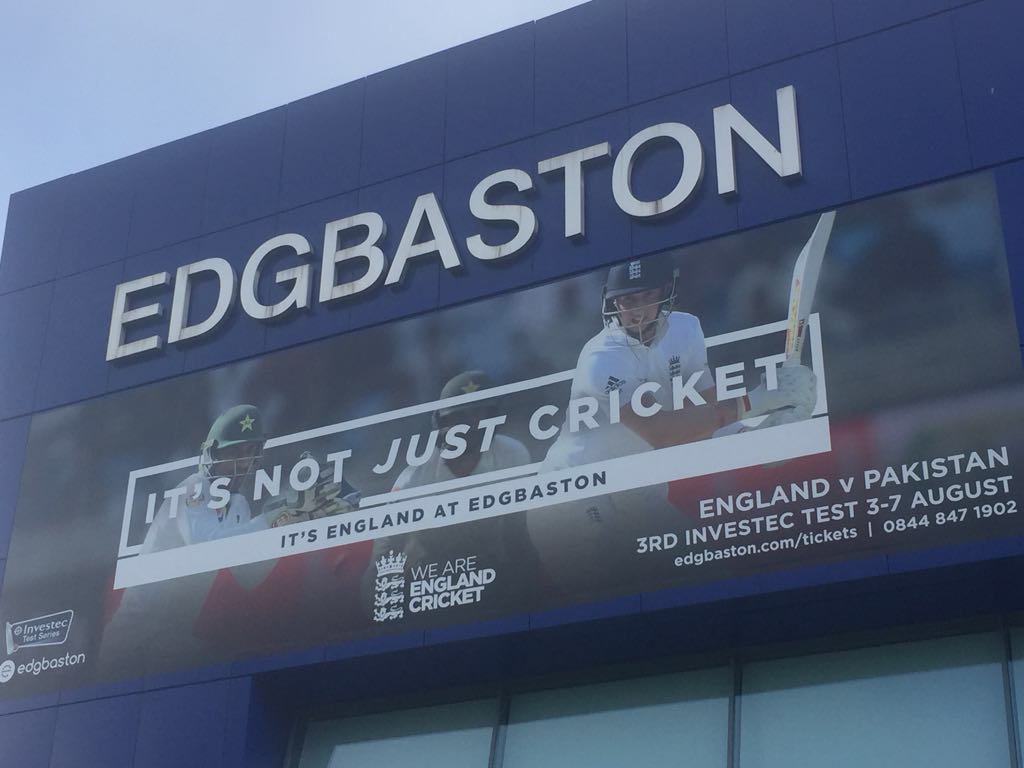 EDGBASTON
IT'S NOT JUST CRICKET
IT'S ENGLAND AT EDGBASTON
ENGLAND V PAKISTAN
3RD INVESTEC TEST 3-7 AUGUST
edgbaston.com/tickets | 0844 847 1902
WE ARE
ENGLAND
CRICKET
Investec
Test Series
e edgbaston